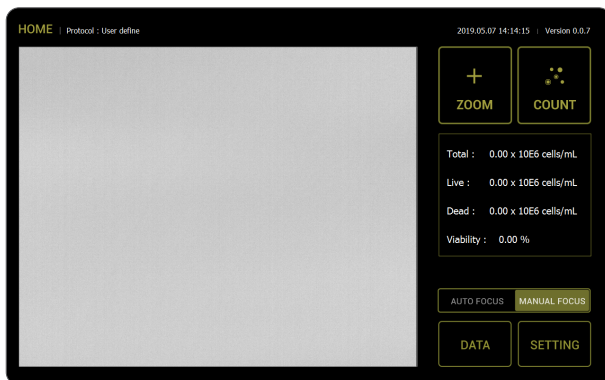 HOME | Protocol : User define
2019.05.07 14:14:15 | Version 0.0.7
ZOOM
COUNT
Total : 0.00 x 10E6 cells/mL
Live : 0.00 x 10E6 cells/mL
Dead : 0.00 x 10E6 cells/mL
Viability : 0.00 %
AUTO FOCUS
MANUAL FOCUS
DATA
SETTING